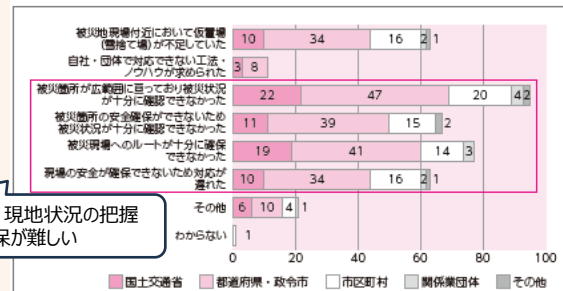 被災地現場付近において仮置場
(雪捨て場)が不足していた
10 34 16 2 1
自社・団体で対応できない工法・
ノウハウが求められた
3 8
被災箇所が広範囲に亘っており被災状況
が十分に確認できなかった
22 47 20 4 2
被災箇所の安全確保ができないため
被災状況が十分に確認できなかった
11 39 15 2
被災現場へのルートが十分に確保
できなかった
19 41 14 3
現場の安全が確保できないため対応が
遅れた
10 34 16 2 1
現地状況の把握
保が難しい
その他
6 10 4 1
わからない
1
0 20 40 60 80 100
国土交通省 都道府県・政令市 市区町村 関係業団体 その他